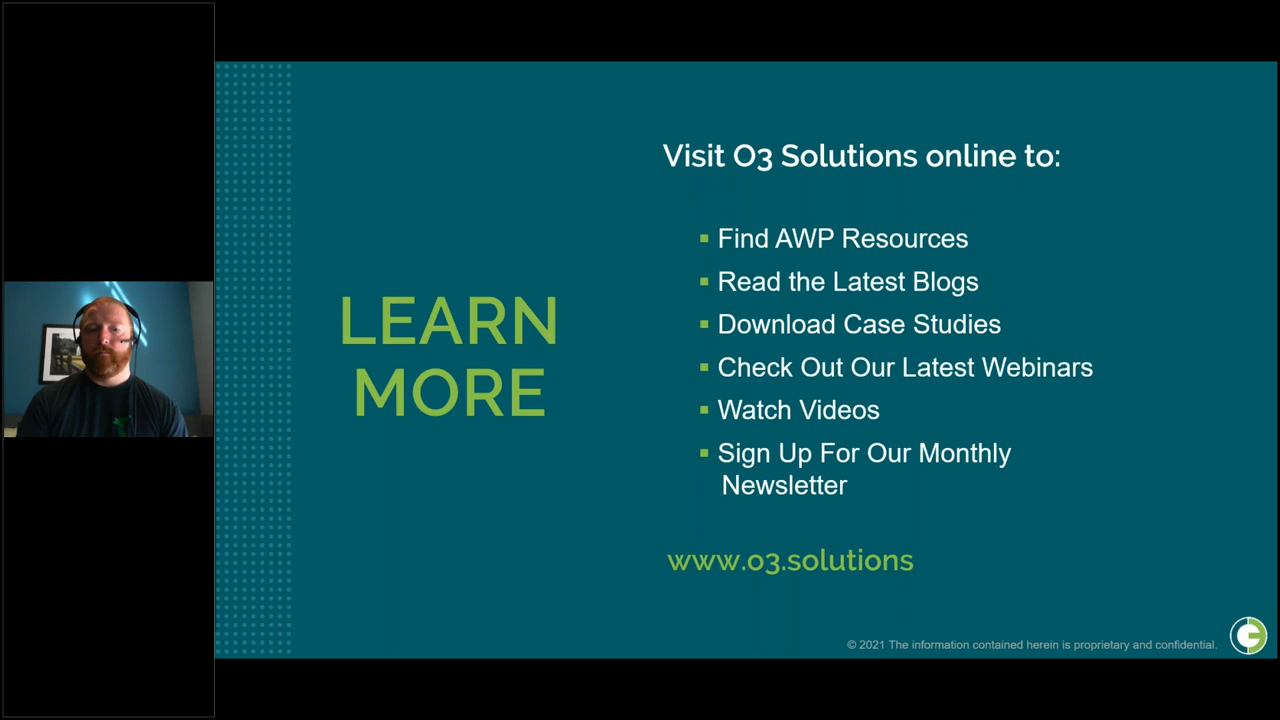 LEARN
MORE
Visit O3 Solutions online to:
▪ Find AWP Resources
▪ Read the Latest Blogs
▪ Download Case Studies
▪ Check Out Our Latest Webinars
▪ Watch Videos
▪ Sign Up For Our Monthly
Newsletter
www.o3.solutions
© 2021 The information contained herein is proprietary and confidential.